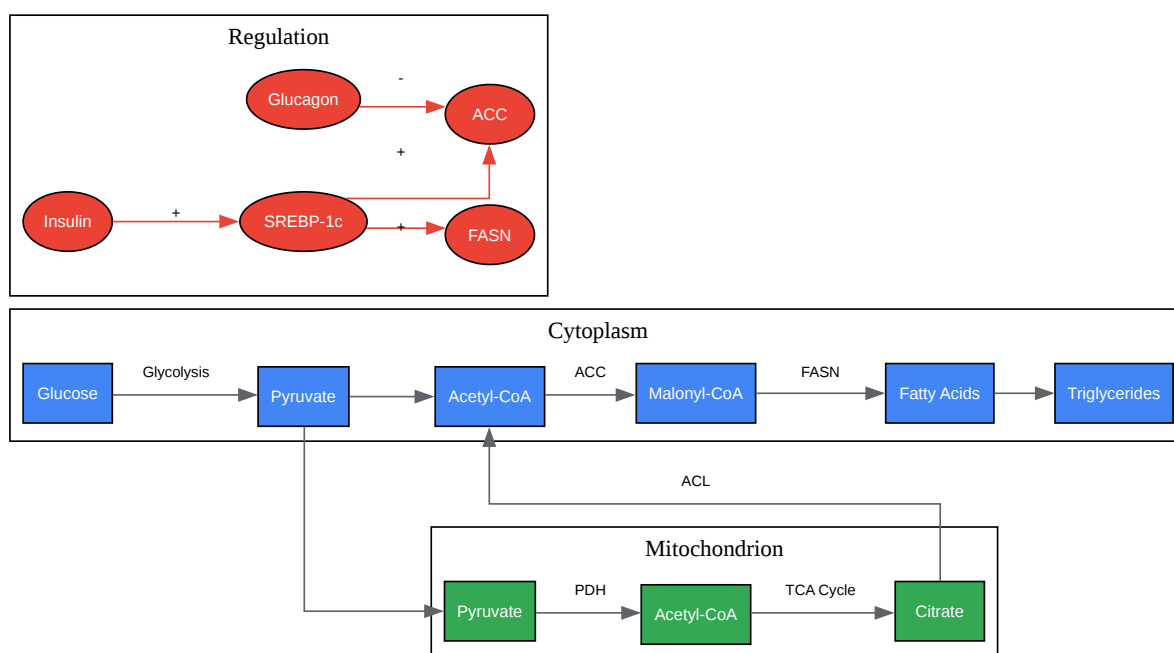 Regulation
-
Glucagon
ACC
+
Insulin
+
SREBP-1c
+
FASN
Cytoplasm
Glucose
Glycolysis
Pyruvate
Acetyl-CoA
ACC
Malonyl-CoA
FASN
Fatty Acids
Triglycerides
ACL
Mitochondrion
Pyruvate
PDH
Acetyl-CoA
TCA Cycle
Citrate